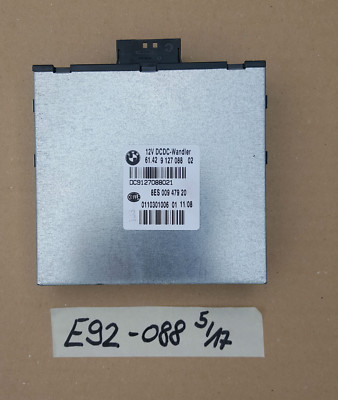 12V DCDC-Wandler
61.42 9 127 088 02
DC9127088021
8ES 009 479 20
0110301006 01 11 08
E92-088 5/17